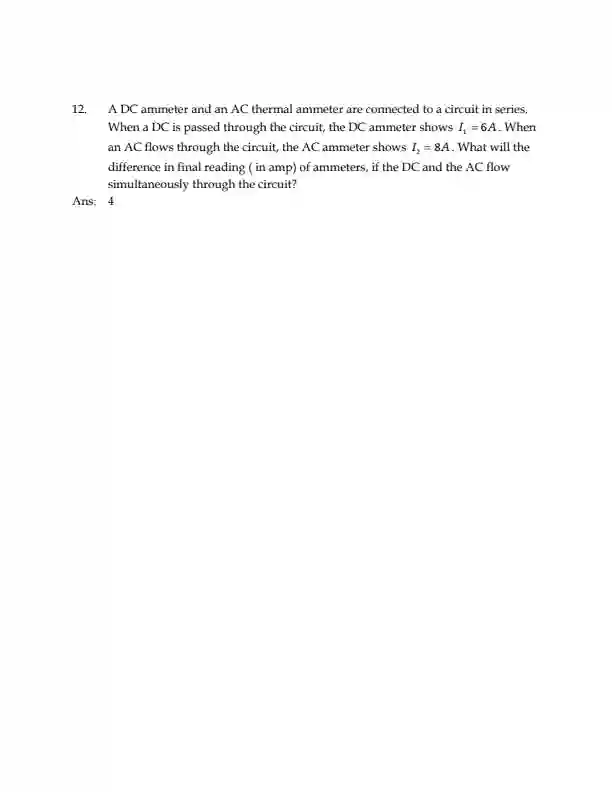 12. A DC ammeter and an AC thermal ammeter are connected to a circuit in series.
When a DC is passed through the circuit, the DC ammeter shows I₁ = 6A. When
an AC flows through the circuit, the AC ammeter shows I₂ = 8A. What will the
difference in final reading ( in amp) of ammeters, if the DC and the AC flow
simultaneously through the circuit?
Ans: 4